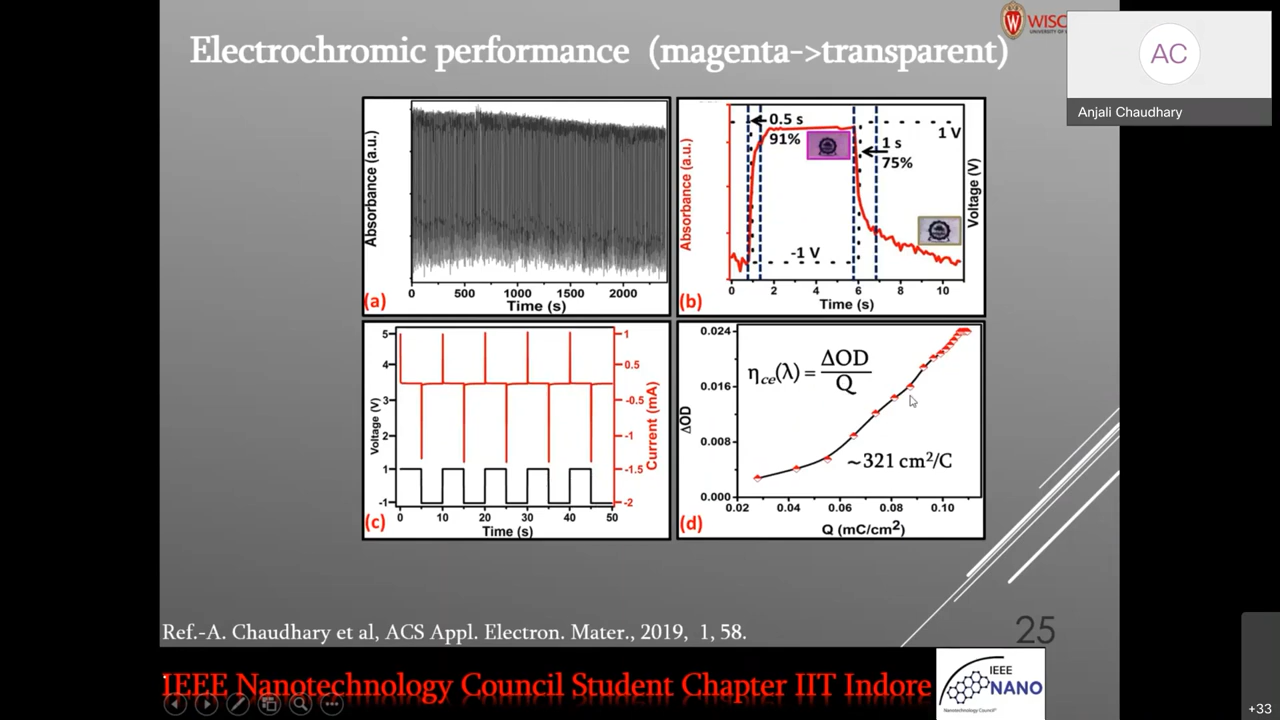 Electrochromic performance (magenta->transparent)
WISC
AC
Anjali Chaudhary
Absorbance (a.u.)
0 500 1000 1500 2000
Time (s)
(a)
Absorbance (a.u.)
0.5 s
91%
1 V
1 s
75%
-1 V
Voltage (V)
0 2 4 6 8 10
Time (s)
(b)
Voltage (V)
5
4
3
2
1
-1
1
0.5
-0.5
-1
-1.5
-2
Current (mA)
0 10 20 30 40 50
Time (s)
(c)
ΔOD
0.024
0.016
0.008
0.000
ηce(λ) = ΔOD/Q
~321 cm²/C
0.02 0.04 0.06 0.08 0.10
Q (mC/cm²)
(d)
Ref.-A. Chaudhary et al, ACS Appl. Electron. Mater., 2019, 1, 58.
25
IEEE Nanotechnology Council Student Chapter IIT Indore
IEEE
NANO
Nanotechnology Council
+33